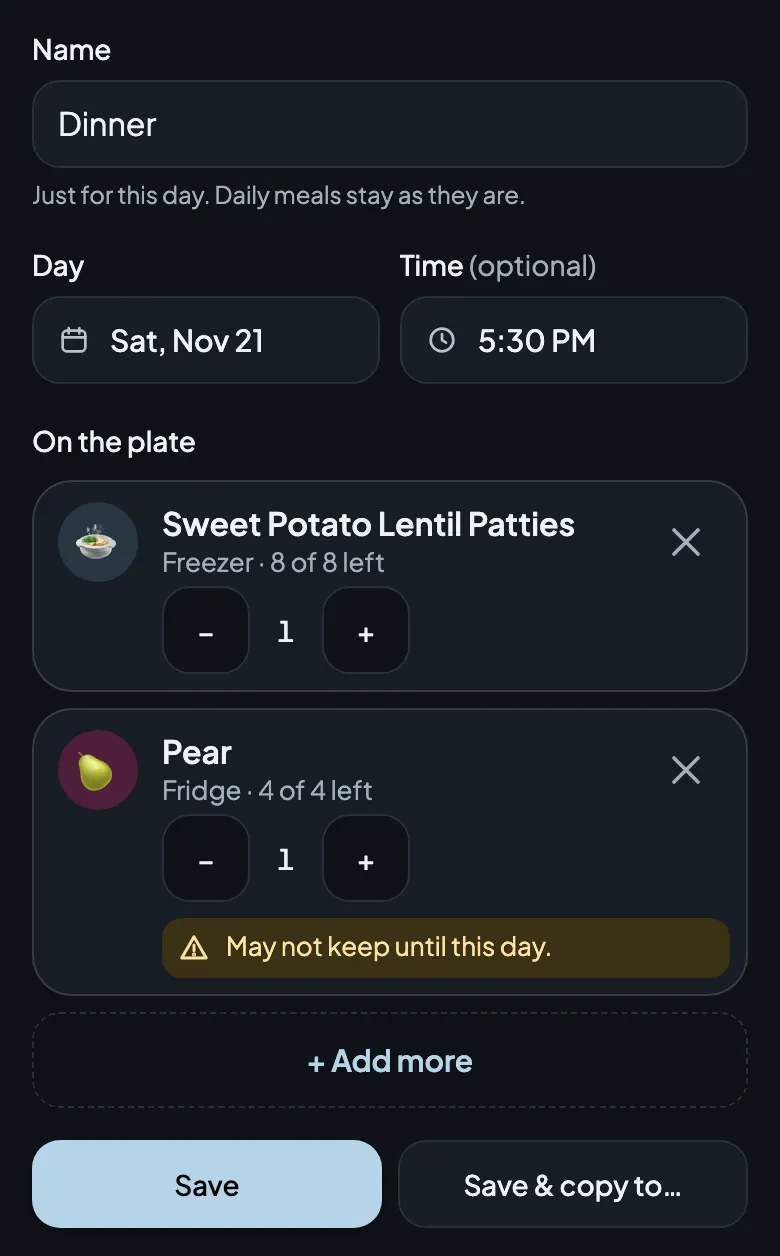 Name
Dinner
Just for this day. Daily meals stay as they are.
Day
Time (optional)
Sat, Nov 21
5:30 PM
On the plate
Sweet Potato Lentil Patties
Freezer · 8 of 8 left
- 1 +
Pear
Fridge · 4 of 4 left
- 1 +
May not keep until this day.
+ Add more
Save
Save & copy to...